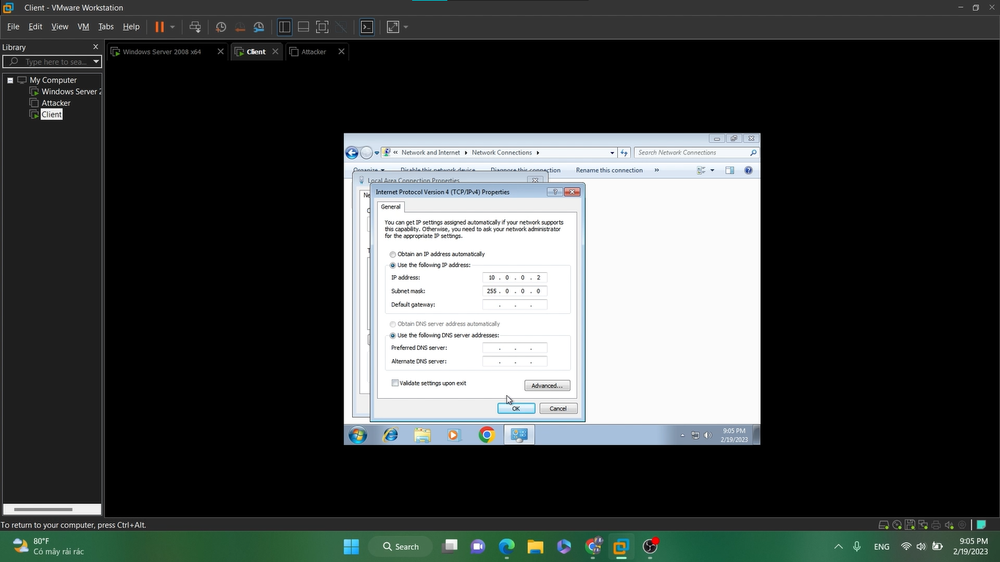 Client - VMware Workstation
File Edit View VM Tabs Help
Library
Type here to sea...
My Computer
Windows Server 2
Attacker
Client
Windows Server 2008 x64
Client
Attacker
Network and Internet
Network Connections
Search Network Connections
Organize
Disable this network device
Diagnose this connection
Rename this connection
»
Local Area Connection Properties
Ne
Internet Protocol Version 4 (TCP/IPv4) Properties
General
You can get IP settings assigned automatically if your network supports
this capability. Otherwise, you need to ask your network administrator
for the appropriate IP settings.
Obtain an IP address automatically
Use the following IP address:
IP address: 10 . 0 . 0 . 2
Subnet mask: 255 . 0 . 0 . 0
Default gateway: . . .
Obtain DNS server address automatically
Use the following DNS server addresses:
Preferred DNS server: . . .
Alternate DNS server: . . .
Validate settings upon exit
Advanced...
OK
Cancel
9:05 PM
2/19/2023
To return to your computer, press Ctrl+Alt.
80°F
Có mây rải rác
Search
ENG
9:05 PM
2/19/2023